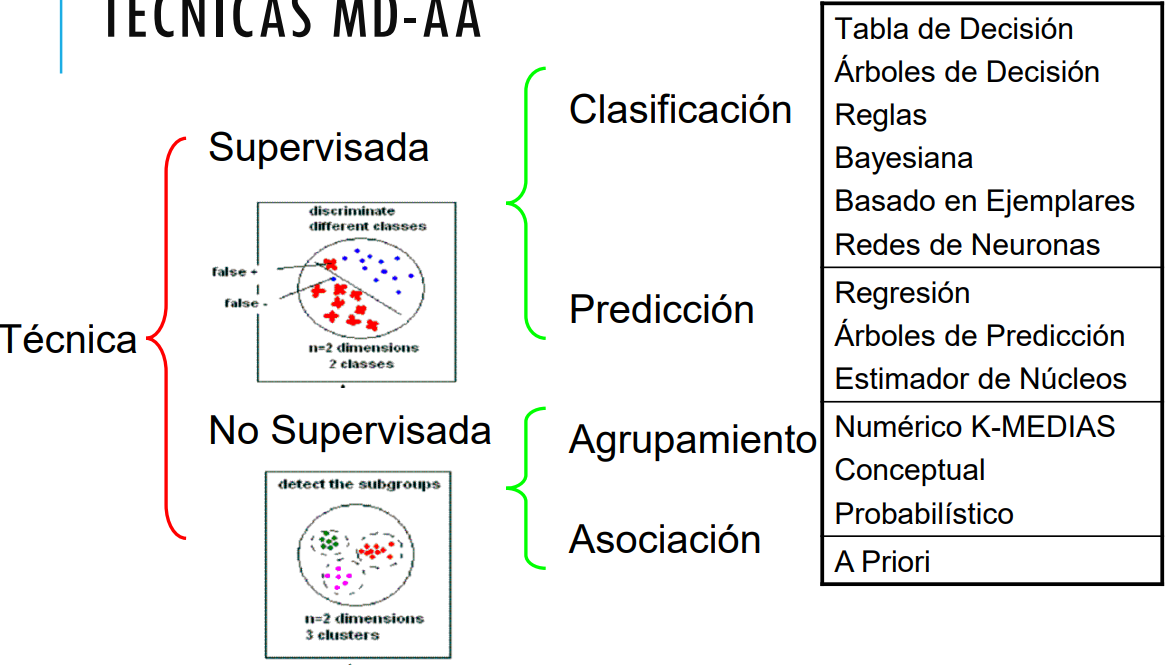 TÉCNICAS MD-AA
Técnica
Supervisada
discriminate
different classes
false +
false -
n=2 dimensions
2 classes
No Supervisada
detect the subgroups
n=2 dimensions
3 clusters
Clasificación
Predicción
Agrupamiento
Asociación
Tabla de Decisión
Árboles de Decisión
Reglas
Bayesiana
Basado en Ejemplares
Redes de Neuronas
Regresión
Árboles de Predicción
Estimador de Núcleos
Numérico K-MEDIAS
Conceptual
Probabilístico
A Priori